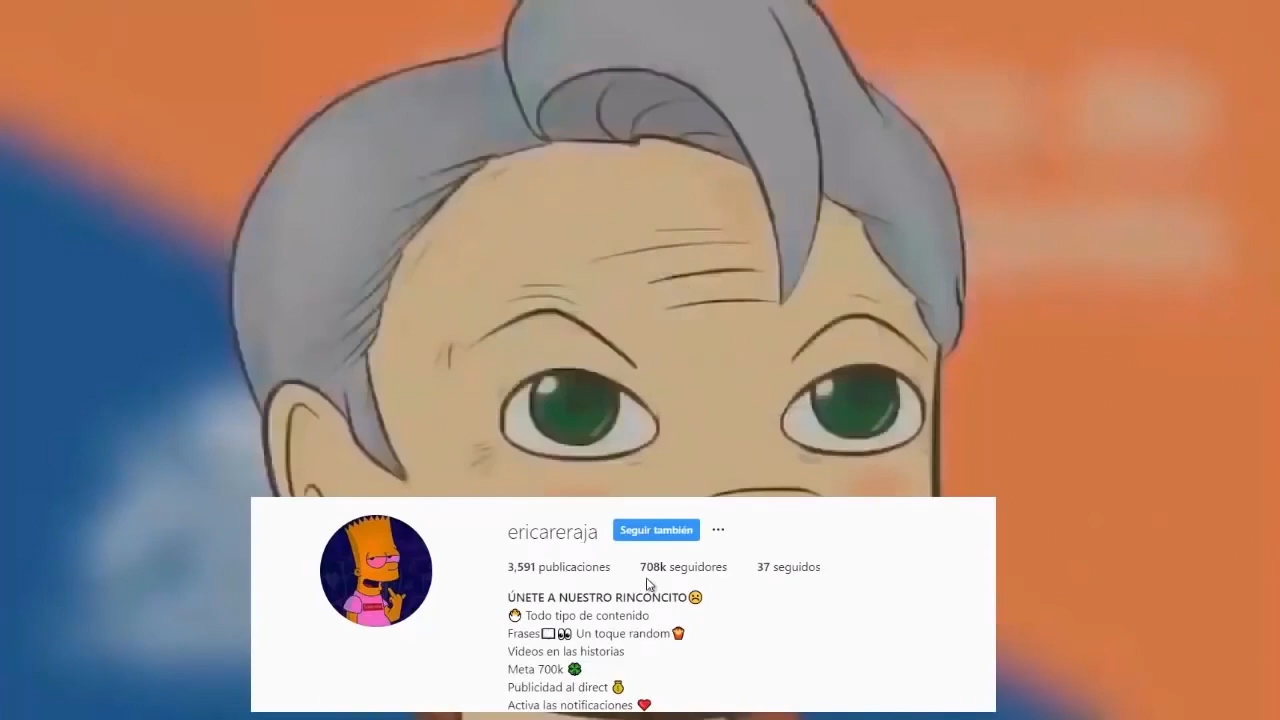 ericareraja Seguir también ...
3,591 publicaciones 708k seguidores 37 seguidos
ÚNETE A NUESTRO RINCONCITO☹️
🐣 Todo tipo de contenido
Frases 👀 Un toque random🍿
Videos en las historias
Meta 700k 🍀
Publicidad al direct 💰
Activa las notificaciones ❤️